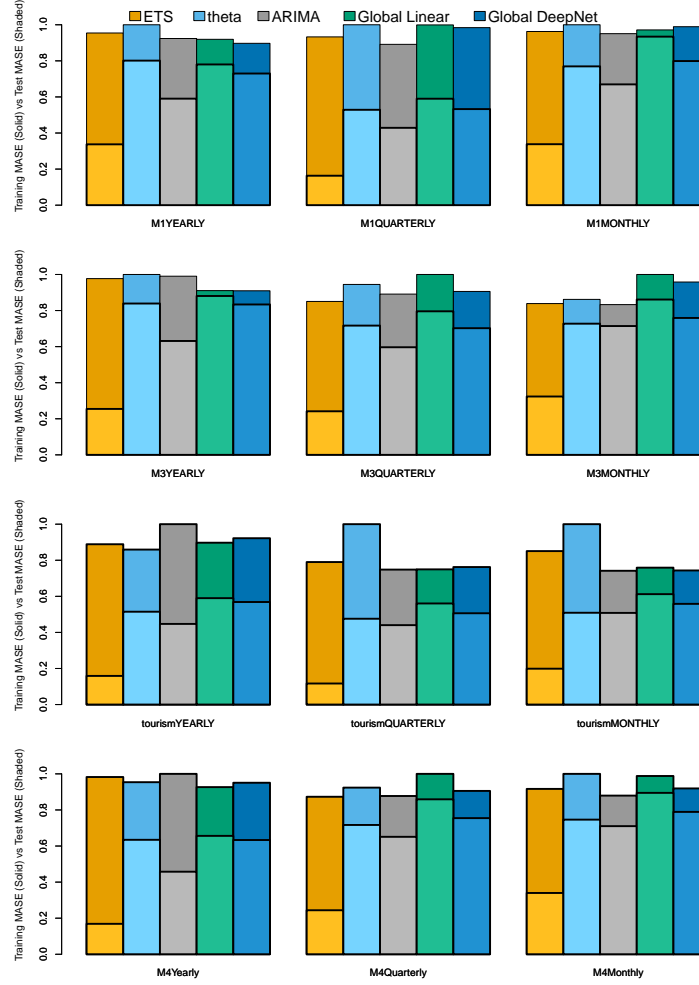 ETS theta ARIMA Global Linear Global DeepNet
Training MASE (Solid) vs Test MASE (Shaded)
0.0 0.2 0.4 0.6 0.8 1.0
M1YEARLY M1QUARTERLY M1MONTHLY
Training MASE (Solid) vs Test MASE (Shaded)
0.0 0.2 0.4 0.6 0.8 1.0
M3YEARLY M3QUARTERLY M3MONTHLY
Training MASE (Solid) vs Test MASE (Shaded)
0.0 0.2 0.4 0.6 0.8 1.0
tourismYEARLY tourismQUARTERLY tourismMONTHLY
Training MASE (Solid) vs Test MASE (Shaded)
0.0 0.2 0.4 0.6 0.8 1.0
M4Yearly M4Quarterly M4Monthly